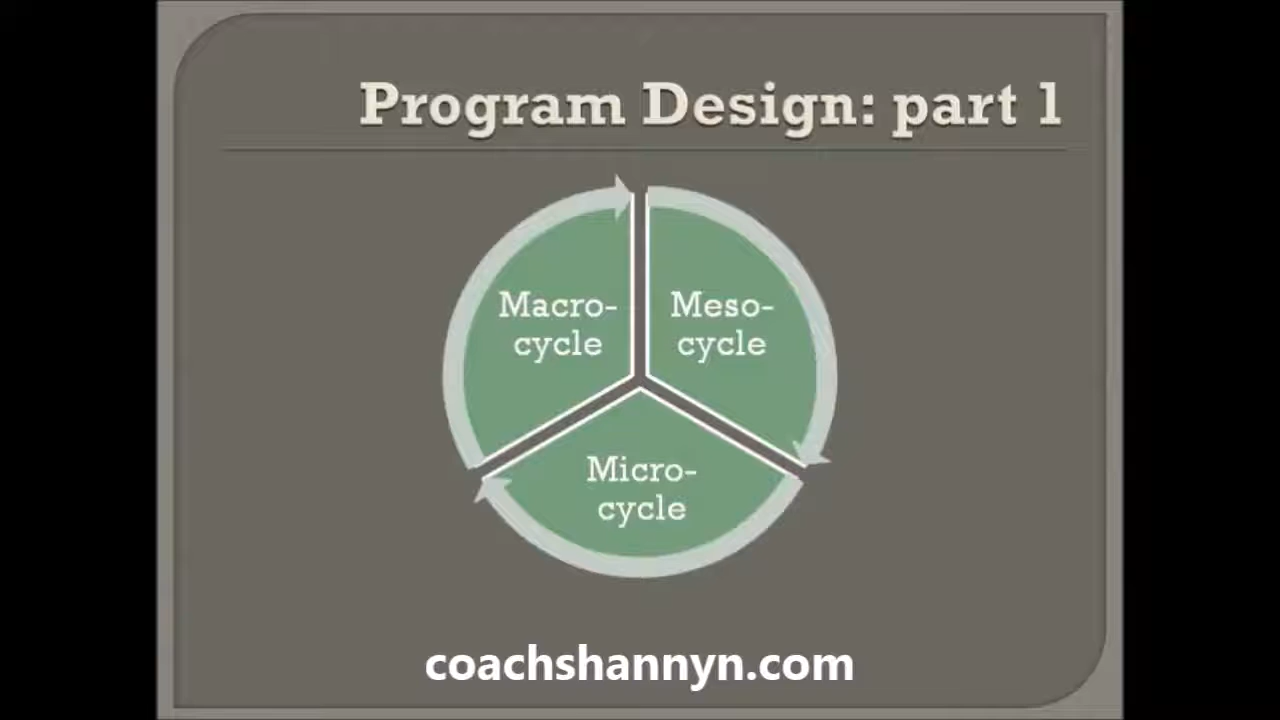 Program Design: part 1
Macro-
cycle
Meso-
cycle
Micro-
cycle
coachshannyn.com